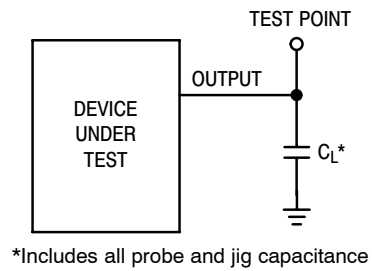 TEST POINT
OUTPUT
DEVICE
UNDER
TEST
CL*
*Includes all probe and jig capacitance